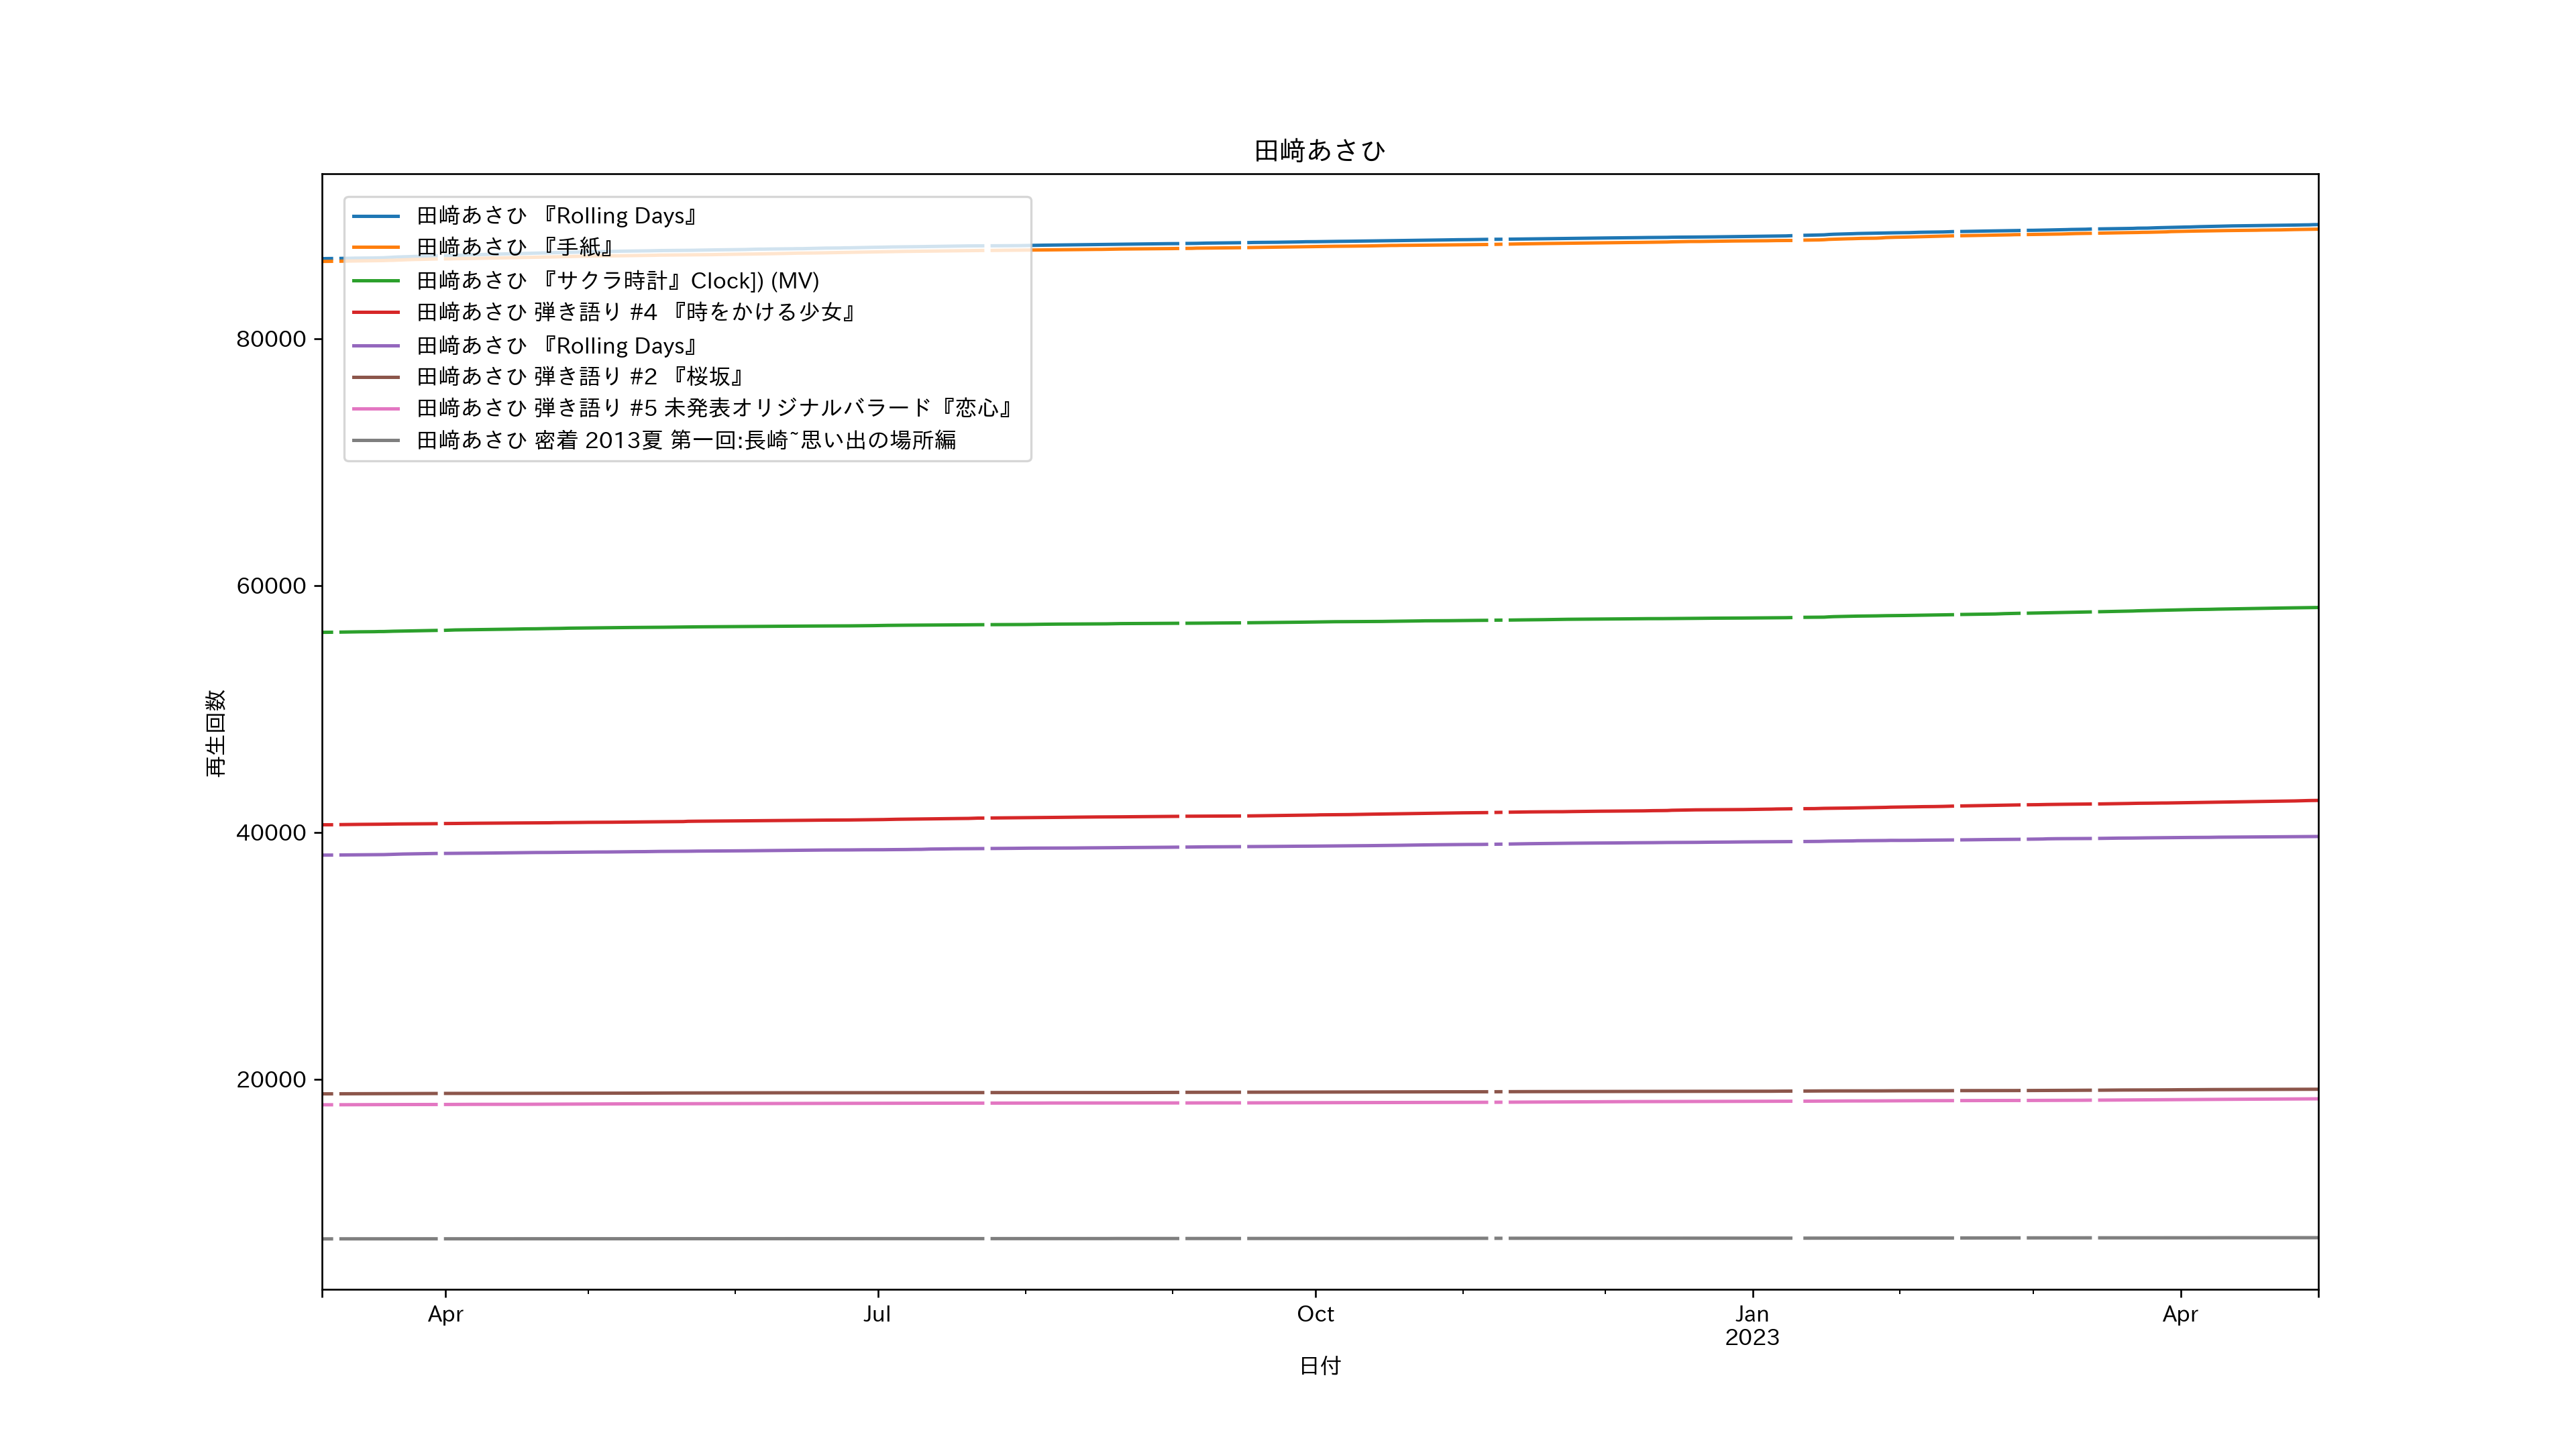 田﨑あさひ
田﨑あさひ 『Rolling Days』
田﨑あさひ 『手紙』
田﨑あさひ 『サクラ時計』Clock]) (MV)
田﨑あさひ 弾き語り #4 『時をかける少女』
田﨑あさひ 『Rolling Days』
田﨑あさひ 弾き語り #2 『桜坂』
田﨑あさひ 弾き語り #5 未発表オリジナルバラード『恋心』
田﨑あさひ 密着 2013夏 第一回:長崎~思い出の場所編
80000
60000
40000
20000
再生回数
Apr
Jul
Oct
Jan
2023
Apr
日付